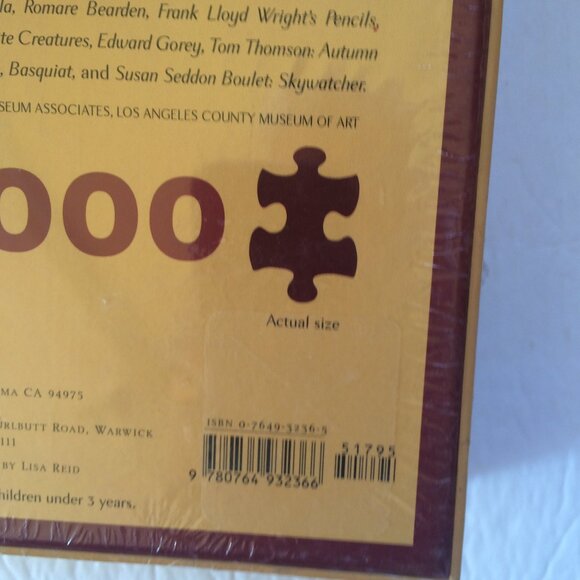 la, Romare Bearden, Frank Lloyd Wright's Pencils,
te Creatures, Edward Gorey, Tom Thomson: Autumn
, Basquiat, and Susan Seddon Boulet: Skywatcher.
SEUM ASSOCIATES, LOS ANGELES COUNTY MUSEUM OF ART
000
Actual size
MA CA 94975
URLBUTT ROAD, WARWICK
111
BY LISA REID
hildren under 3 years.
ISBN 0-7649-3236-5
51795
9 780764 932366